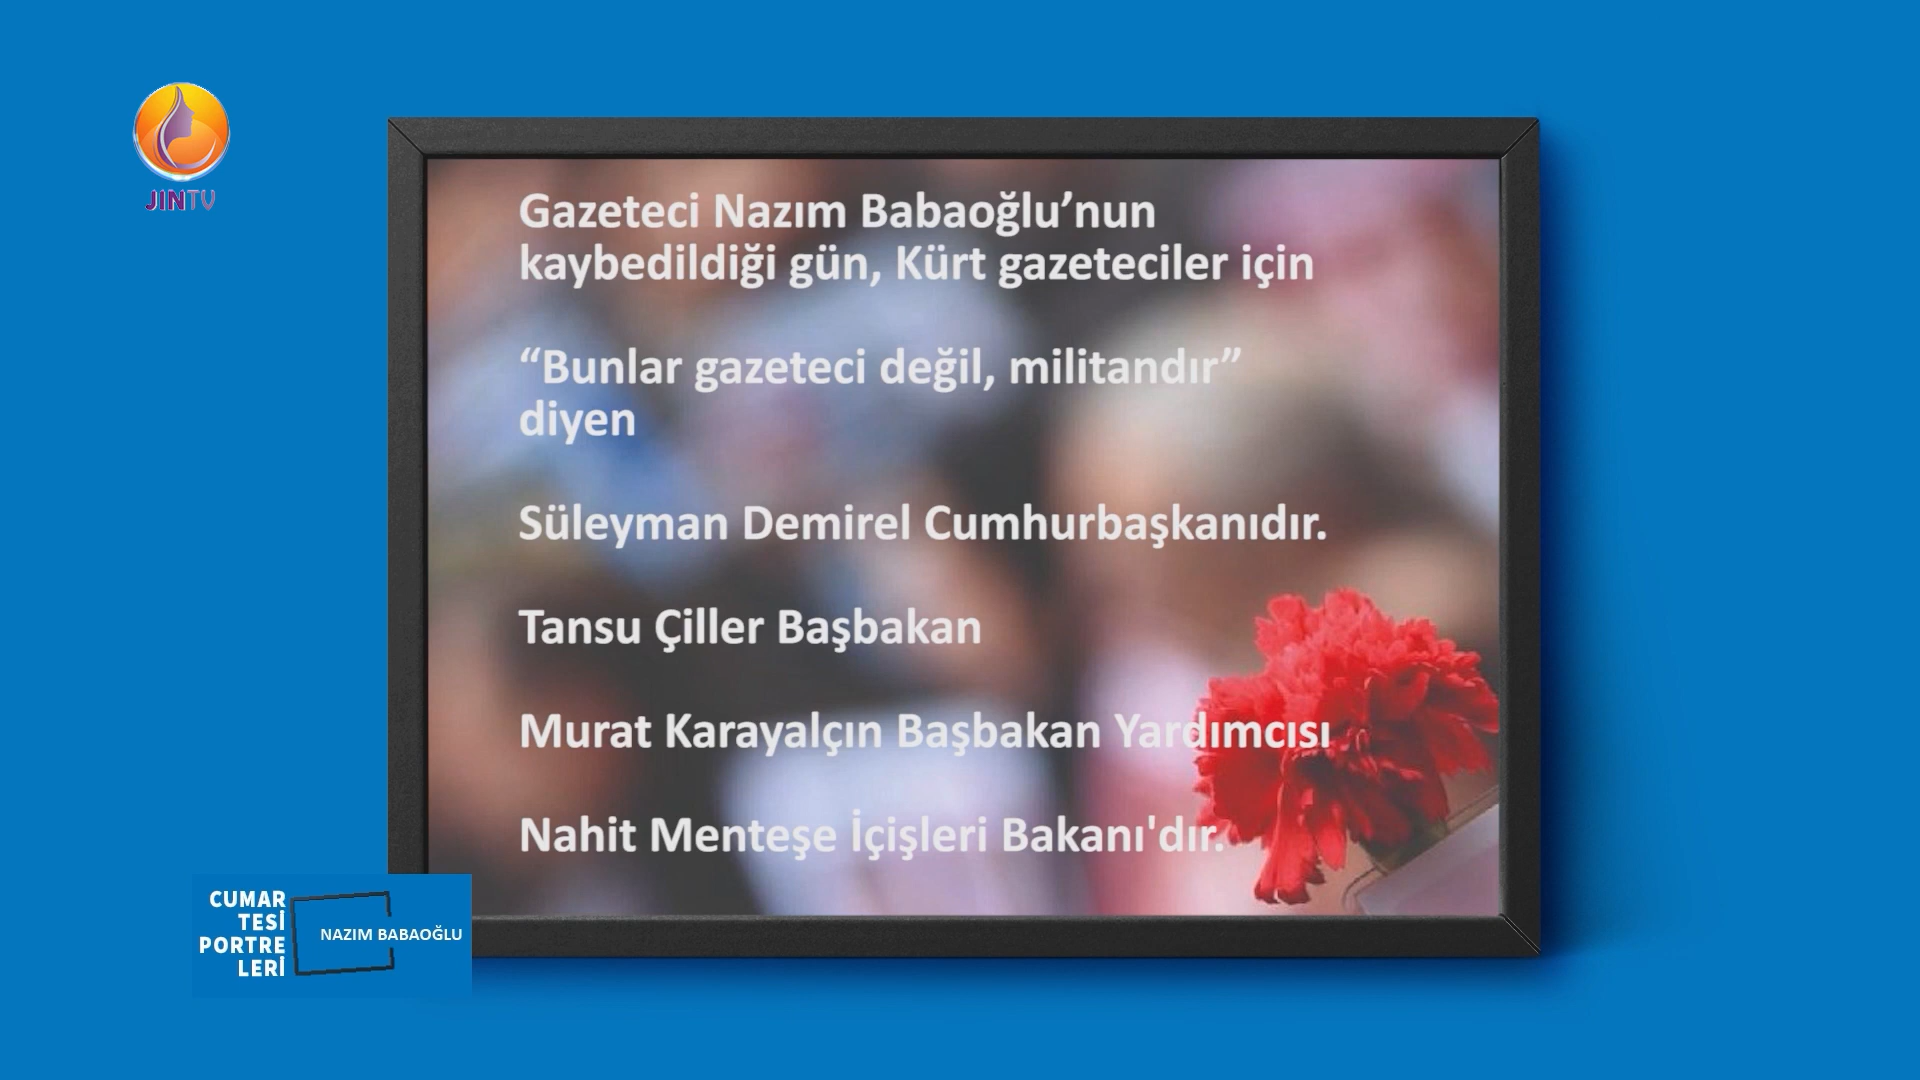 JINTV
Gazeteci Nazım Babaoğlu’nun
kaybedildiği gün, Kürt gazeteciler için
“Bunlar gazeteci değil, militandır”
diyen
Süleyman Demirel Cumhurbaşkanıdır.
Tansu Çiller Başbakan
Murat Karayalçın Başbakan Yardımcısı
Nahit Menteşe İçişleri Bakanı'dır.
CUMAR
TESİ
PORTRE
LERİ
NAZIM BABAOĞLU